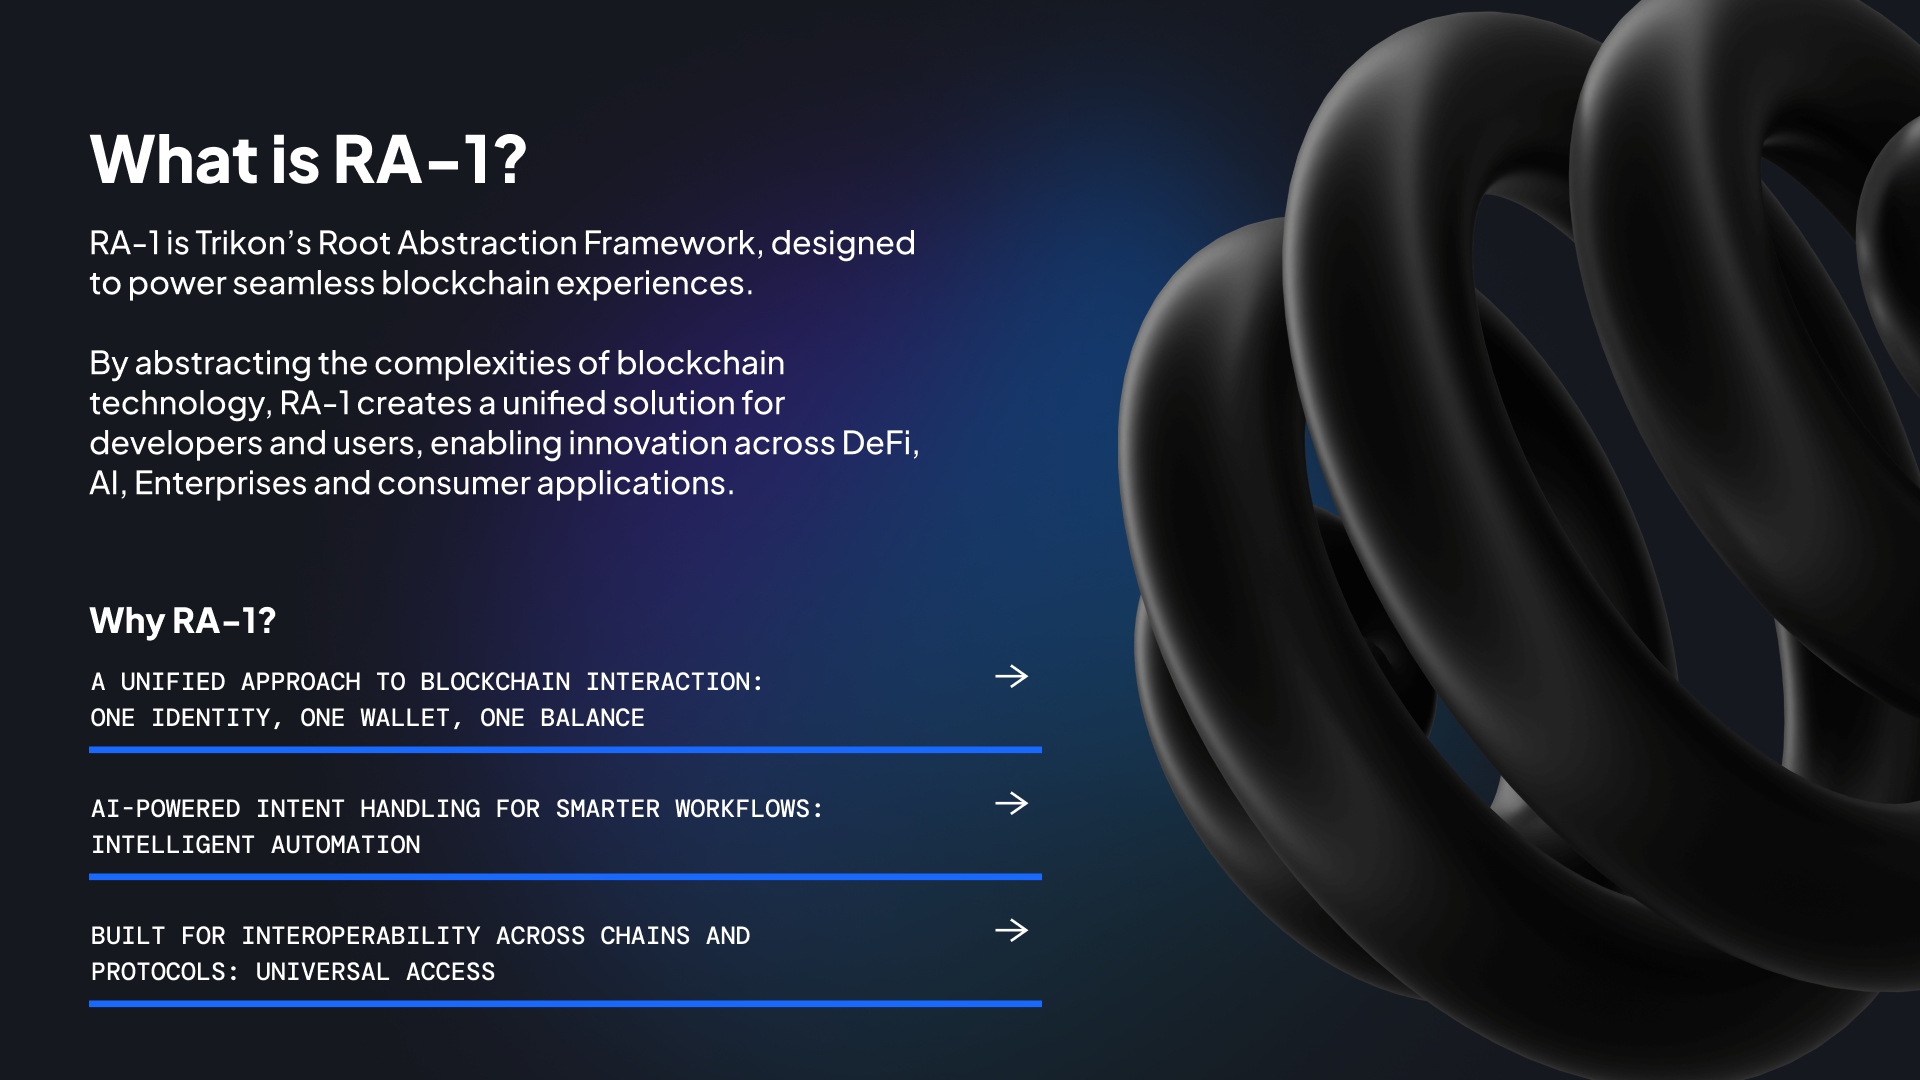 What is RA-1?
RA-1 is Trikon’s Root Abstraction Framework, designed
to power seamless blockchain experiences.
By abstracting the complexities of blockchain
technology, RA-1 creates a unified solution for
developers and users, enabling innovation across DeFi,
AI, Enterprises and consumer applications.
Why RA-1?
A UNIFIED APPROACH TO BLOCKCHAIN INTERACTION:
ONE IDENTITY, ONE WALLET, ONE BALANCE
AI-POWERED INTENT HANDLING FOR SMARTER WORKFLOWS:
INTELLIGENT AUTOMATION
BUILT FOR INTEROPERABILITY ACROSS CHAINS AND
PROTOCOLS: UNIVERSAL ACCESS